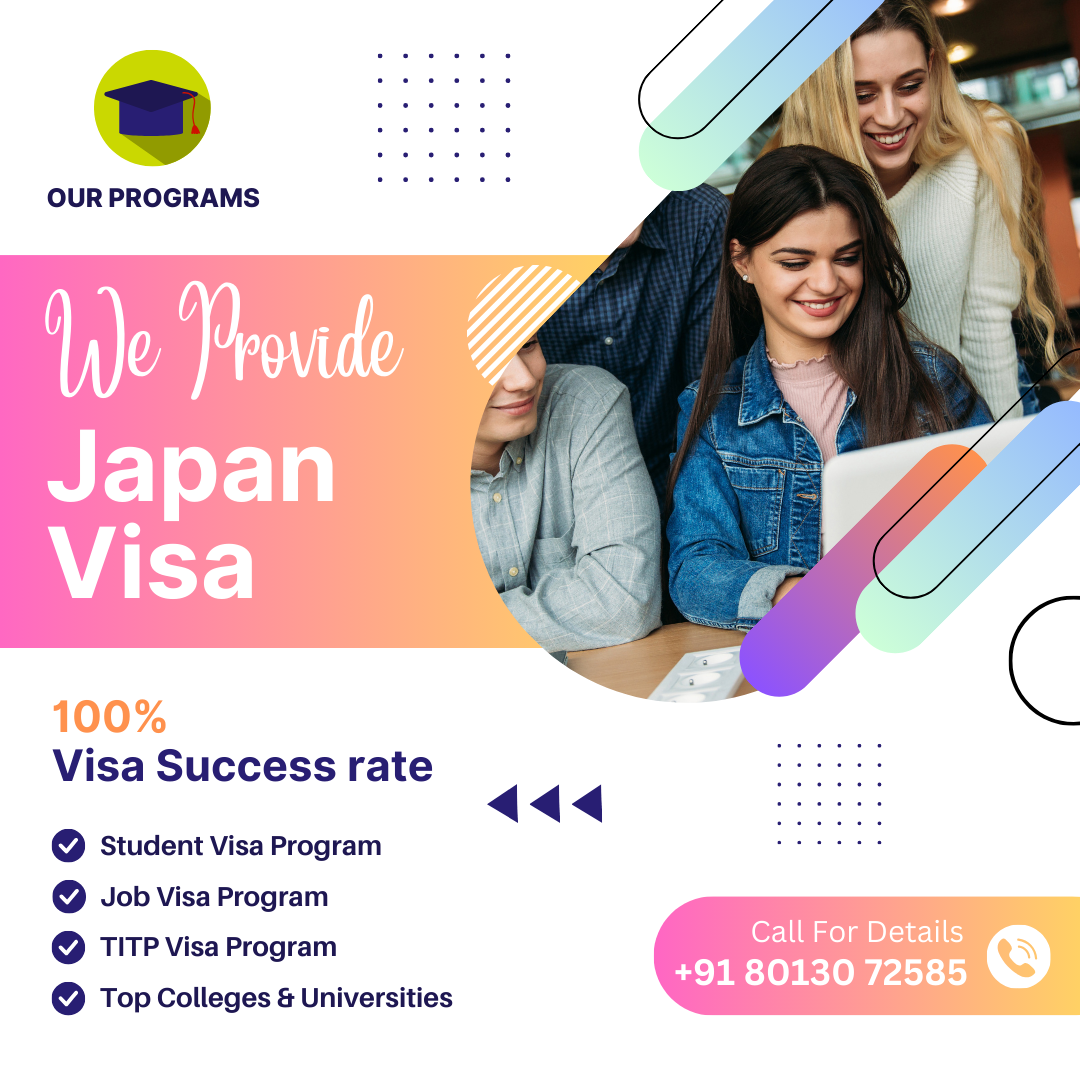 OUR PROGRAMS
We Provide
Japan
Visa
100%
Visa Success rate
Student Visa Program
Job Visa Program
TITP Visa Program
Top Colleges & Universities
Call For Details
+91 80130 72585